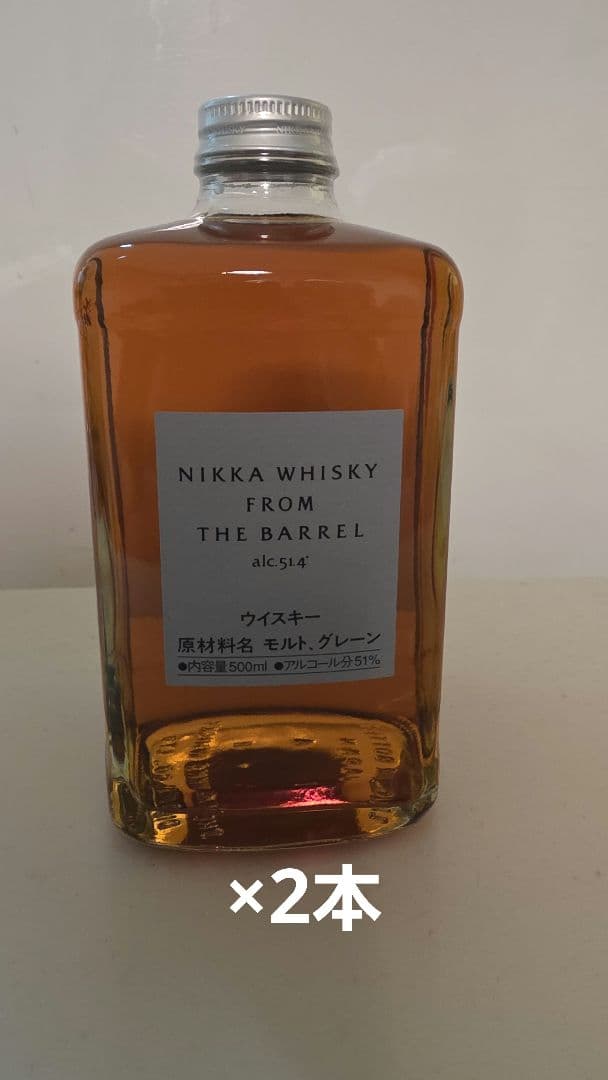 NIKKA WHISKY
FROM
THE BARREL
alc.51.4°
ウイスキー
原材料名 モルト、グレーン
●内容量500ml ●アルコール分51%
×2本